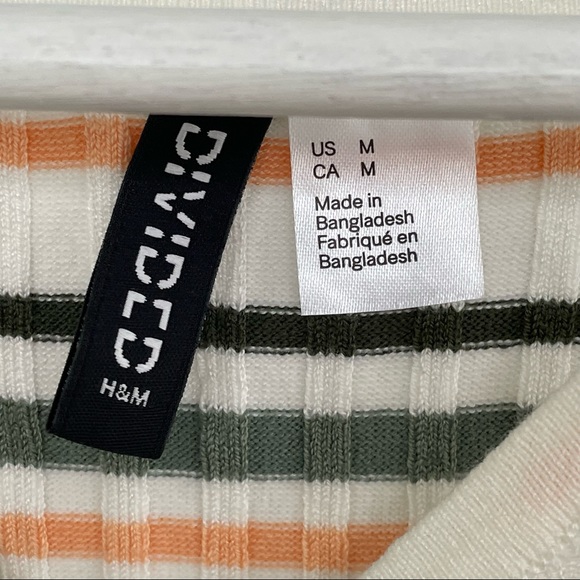 DIVIDED
H&M
US M
CA M
Made in
Bangladesh
Fabriqué en
Bangladesh